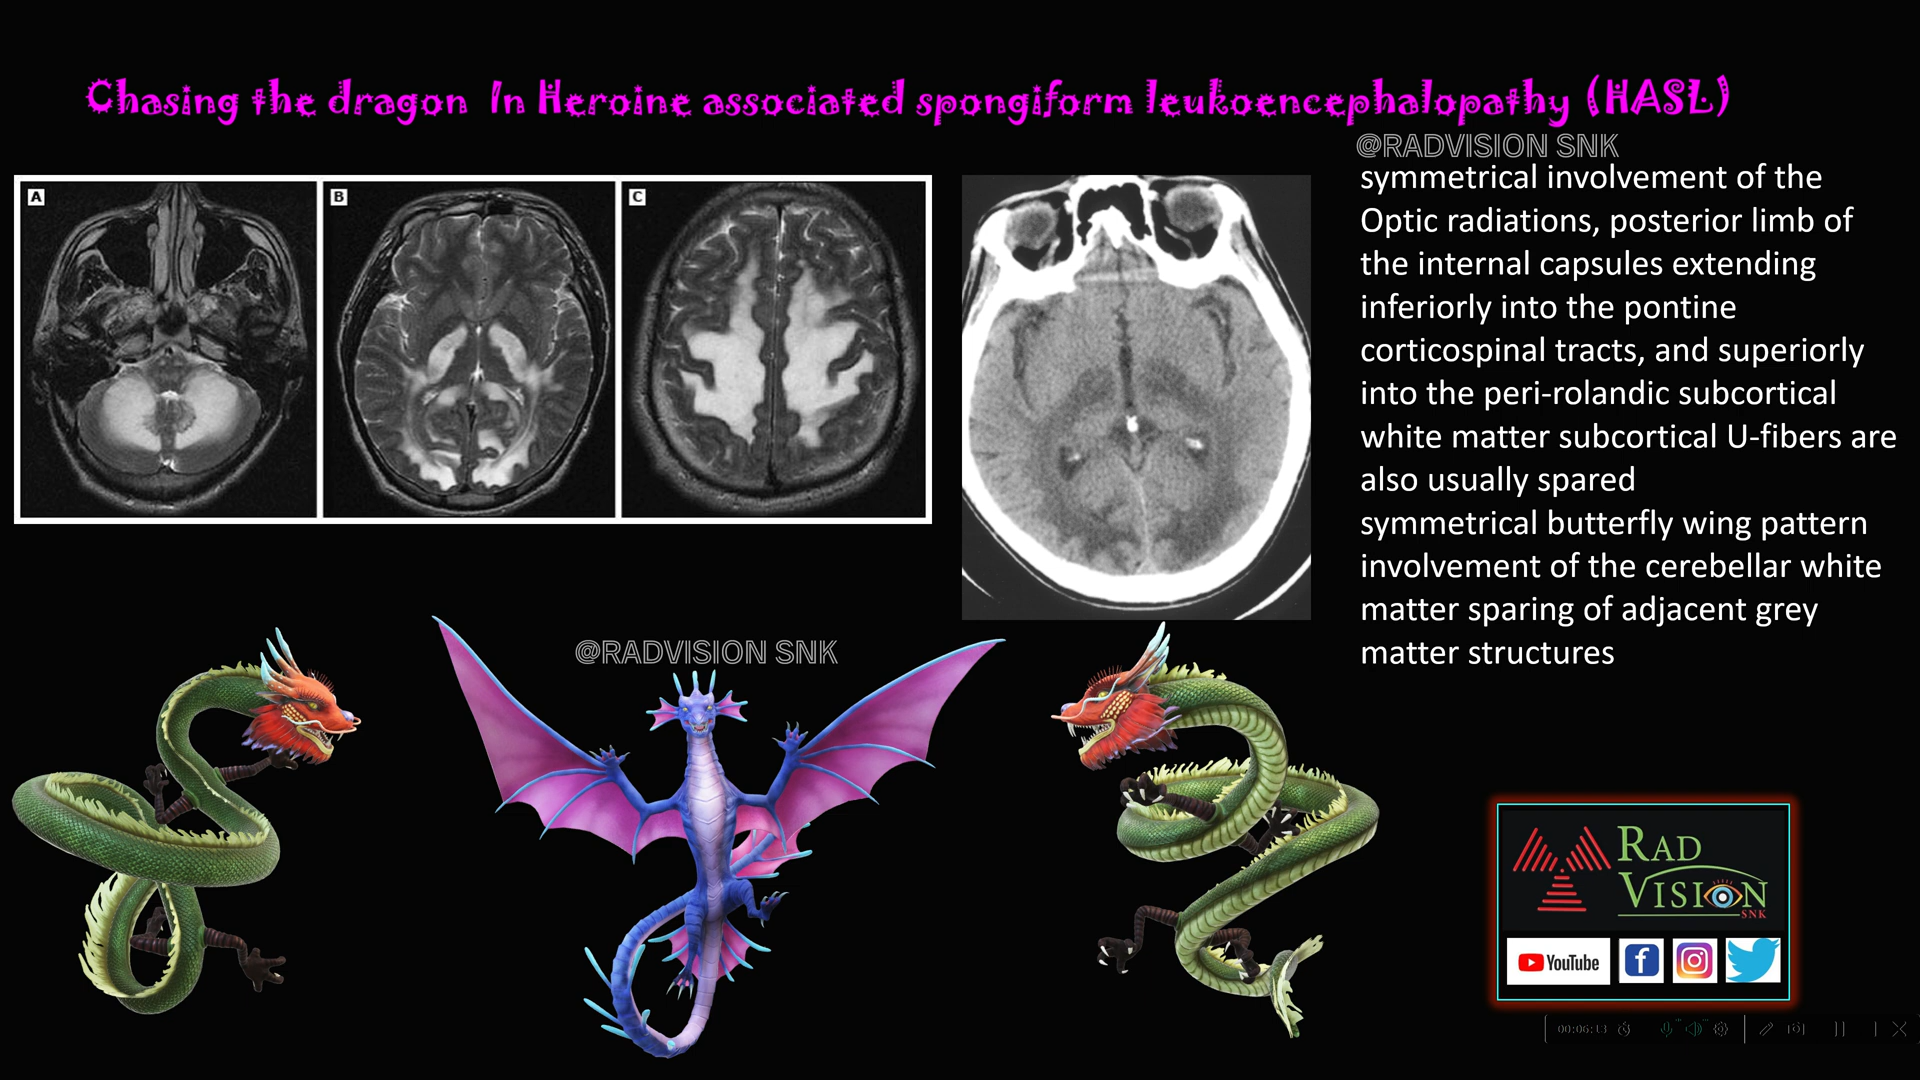 Chasing the dragon In Heroine associated spongiform leukoencephalopathy (HASL)
@RADVISION SNK
A
B
C
symmetrical involvement of the
Optic radiations, posterior limb of
the internal capsules extending
inferiorly into the pontine
corticospinal tracts, and superiorly
into the peri-rolandic subcortical
white matter subcortical U-fibers are
also usually spared
symmetrical butterfly wing pattern
involvement of the cerebellar white
matter sparing of adjacent grey
matter structures
@RADVISION SNK
RAD
VISION
SNK
YouTube
00:06:13